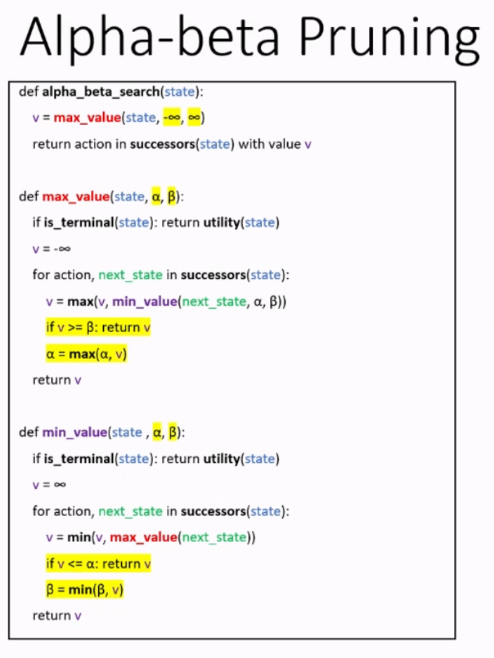 Alpha-beta Pruning
def alpha_beta_search(state):
v = max_value(state, -∞, ∞)
return action in successors(state) with value v
def max_value(state, α, β):
if is_terminal(state): return utility(state)
v = -∞
for action, next_state in successors(state):
v = max(v, min_value(next_state, α, β))
if v >= β: return v
α = max(α, v)
return v
def min_value(state , α, β):
if is_terminal(state): return utility(state)
v = ∞
for action, next_state in successors(state):
v = min(v, max_value(next_state))
if v <= α: return v
β = min(β, v)
return v